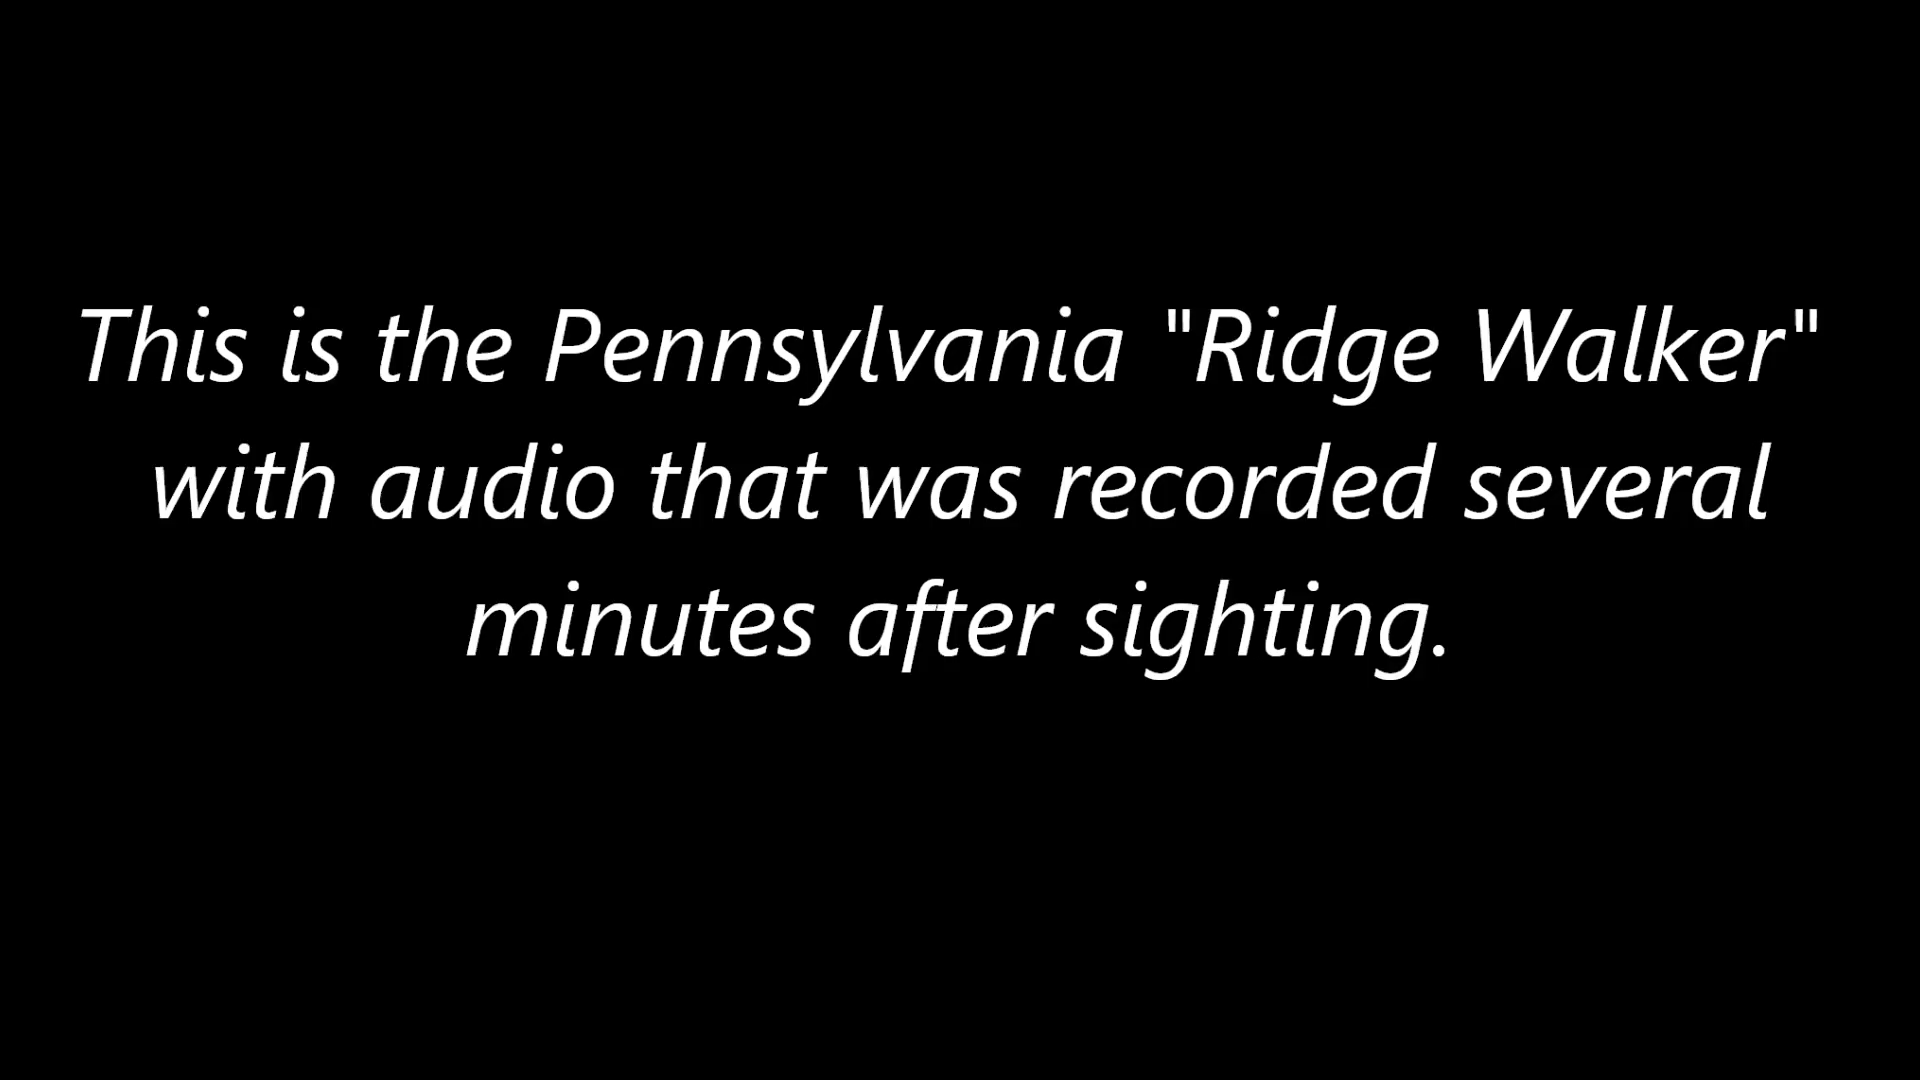 This is the Pennsylvania "Ridge Walker"
with audio that was recorded several
minutes after sighting.